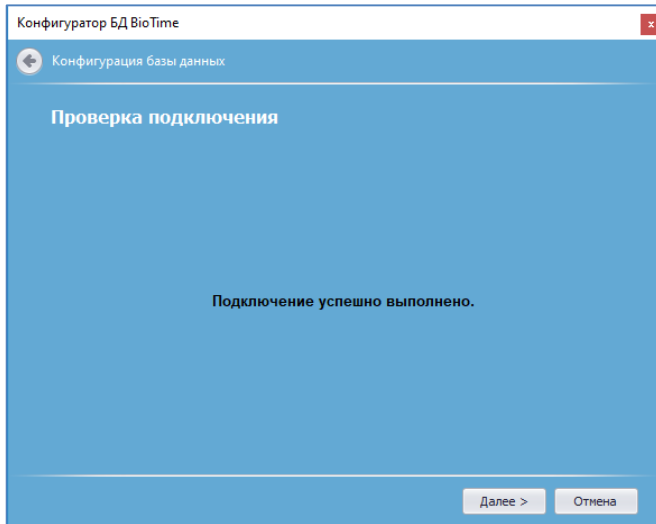 Конфигуратор БД BioTime
x
Конфигурация базы данных
Проверка подключения
Подключение успешно выполнено.
Далее >
Отмена